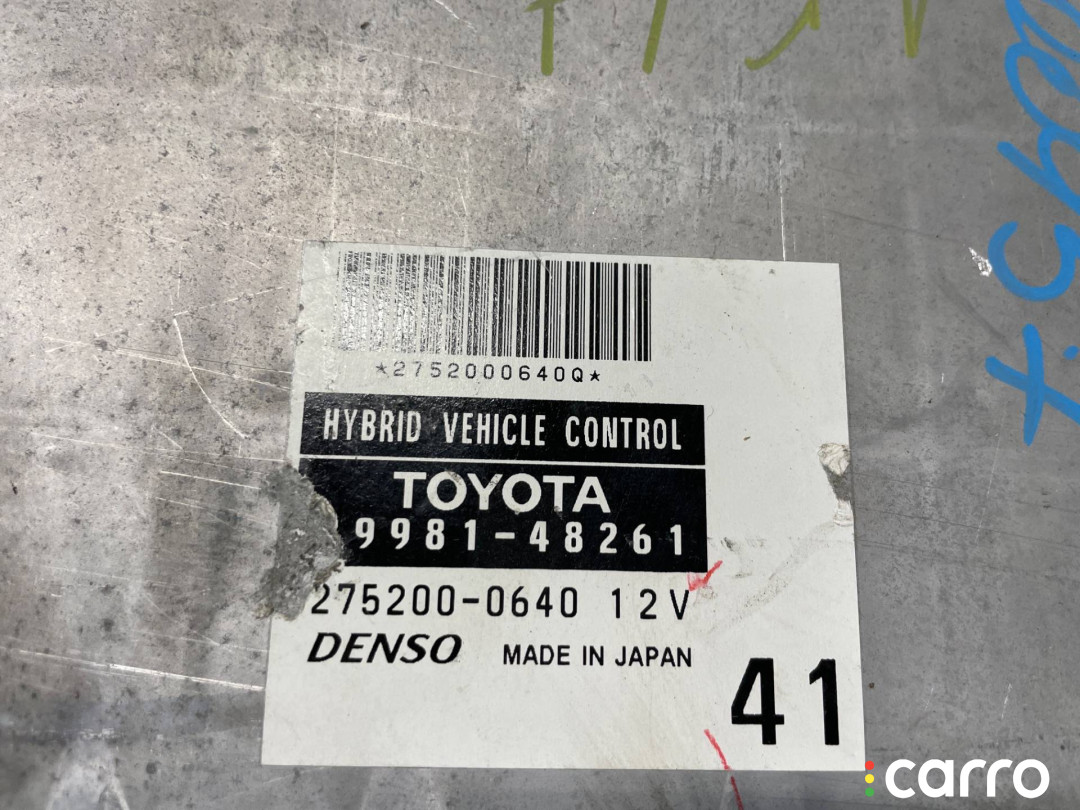 *2752000640Q*
HYBRID VEHICLE CONTROL
TOYOTA
9981-48261
275200-0640 12V
DENSO MADE IN JAPAN
41
carro